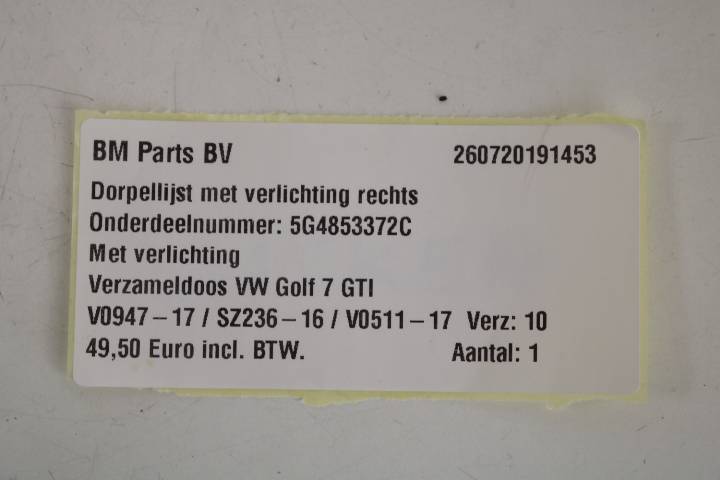 BM Parts BV 260720191453
Dorpellijst met verlichting rechts
Onderdeelnummer: 5G4853372C
Met verlichting
Verzameldoos VW Golf 7 GTI
V0947-17 / SZ236-16 / V0511-17 Verz: 10
49,50 Euro incl. BTW. Aantal: 1